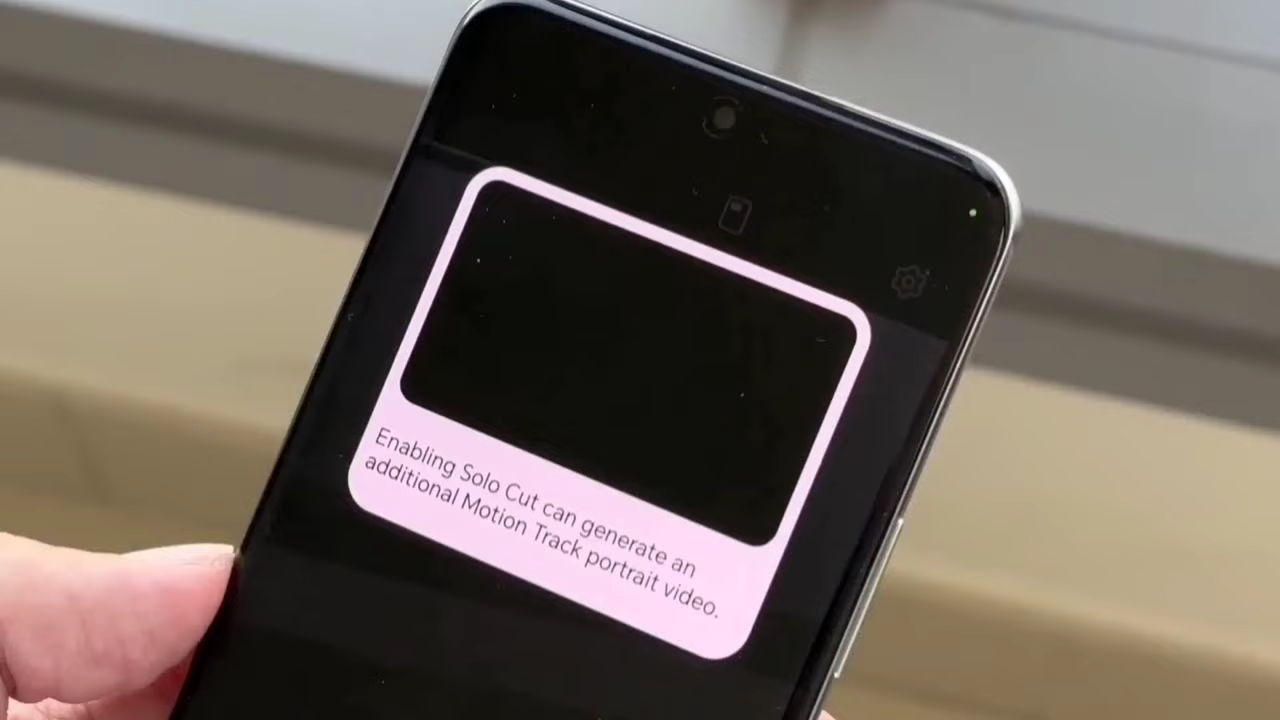 Enabling Solo Cut can generate an
additional Motion Track portrait video.